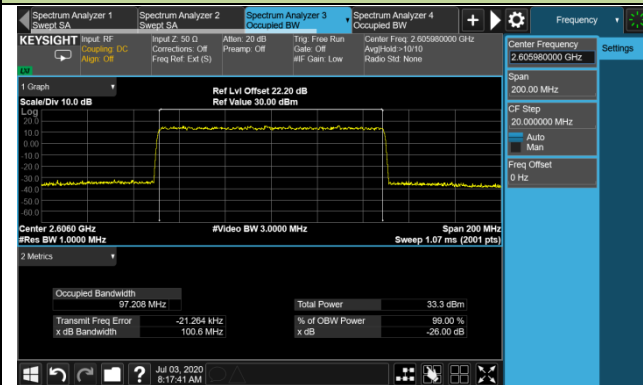 Spectrum Analyzer 1
Swept SA
Spectrum Analyzer 2
Swept SA
Spectrum Analyzer 3
Occupied BW
Spectrum Analyzer 4
Occupied BW
Frequency
KEYSIGHT
Input: RF
Coupling: DC
Align: Off
Input Z: 50 Ω
Corrections: Off
Freq Ref: Ext (S)
Atten: 20 dB
Preamp: Off
Trig: Free Run
Gate: Off
#IF Gain: Low
Center Freq: 2.605980000 GHz
Avg|Hold:>10/10
Radio Std: None
LV
Center Frequency
2.605980000 GHz
Settings
Span
200.00 MHz
CF Step
20.000000 MHz
Auto
Man
Freq Offset
0 Hz
1 Graph
Scale/Div 10.0 dB
Ref Lvl Offset 22.20 dB
Ref Value 30.00 dBm
Log
20.0
10.0
0.00
-10.0
-20.0
-30.0
-40.0
-50.0
-60.0
Center 2.6060 GHz
#Res BW 1.0000 MHz
#Video BW 3.0000 MHz
Span 200 MHz
Sweep 1.07 ms (2001 pts)
2 Metrics
Occupied Bandwidth
97.208 MHz
Transmit Freq Error -21.264 kHz
x dB Bandwidth 100.6 MHz
Total Power 33.3 dBm
% of OBW Power 99.00 %
x dB -26.00 dB
Jul 03, 2020
8:17:41 AM